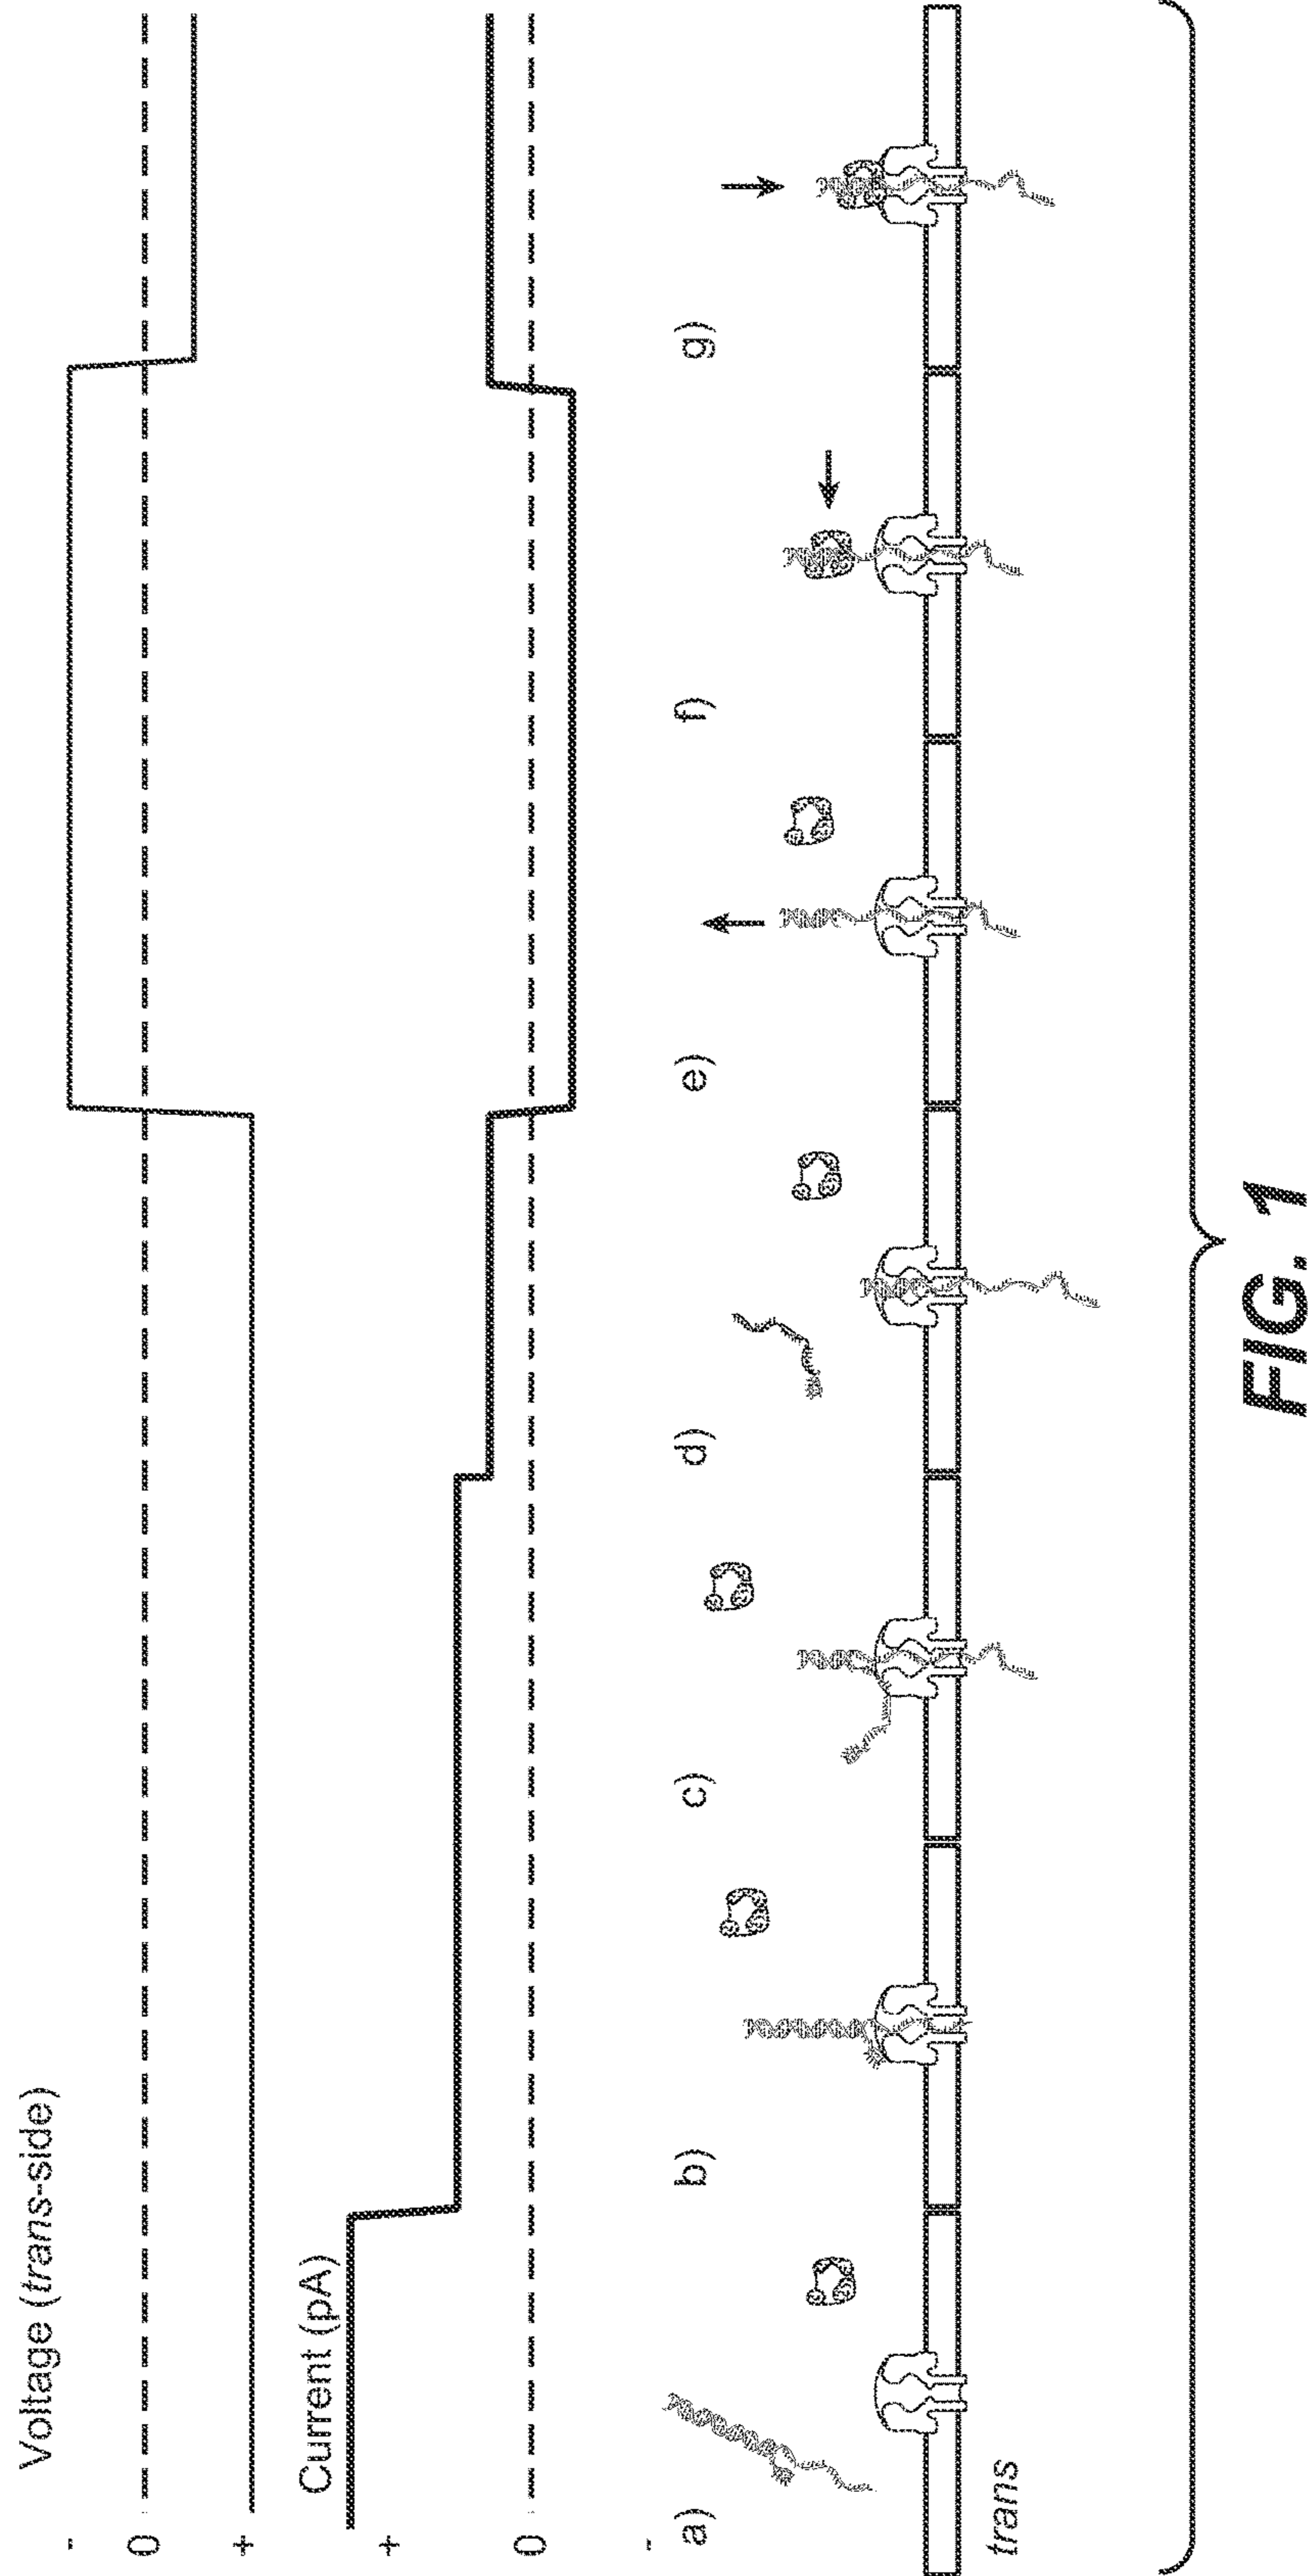 Voltage (trans-side)
-
0
+
Current (pA)
+
0
-
a)
b)
c)
d)
e)
f)
g)
trans
FIG. 1